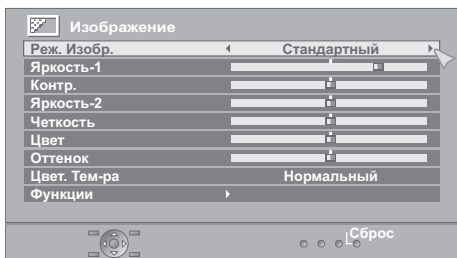 Изображение
Реж. Изобр. Стандартный
Яркость-1
Контр.
Яркость-2
Четкость
Цвет
Оттенок
Цвет. Тем-ра Нормальный
Функции
Сброс